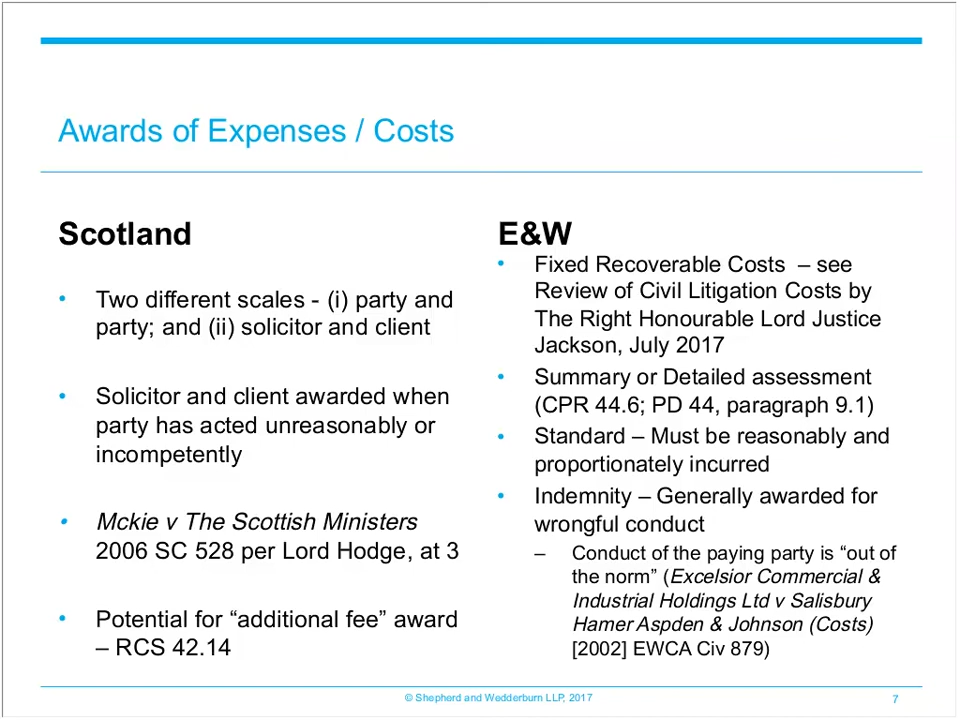 Awards of Expenses / Costs
Scotland
• Two different scales - (i) party and
party; and (ii) solicitor and client
• Solicitor and client awarded when
party has acted unreasonably or
incompetently
• Mckie v The Scottish Ministers
2006 SC 528 per Lord Hodge, at 3
• Potential for “additional fee” award
– RCS 42.14
E&W
• Fixed Recoverable Costs – see
Review of Civil Litigation Costs by
The Right Honourable Lord Justice
Jackson, July 2017
• Summary or Detailed assessment
(CPR 44.6; PD 44, paragraph 9.1)
• Standard – Must be reasonably and
proportionately incurred
• Indemnity – Generally awarded for
wrongful conduct
– Conduct of the paying party is “out of
the norm” (Excelsior Commercial &
Industrial Holdings Ltd v Salisbury
Hamer Aspden & Johnson (Costs)
[2002] EWCA Civ 879)
© Shepherd and Wedderburn LLP, 2017
7